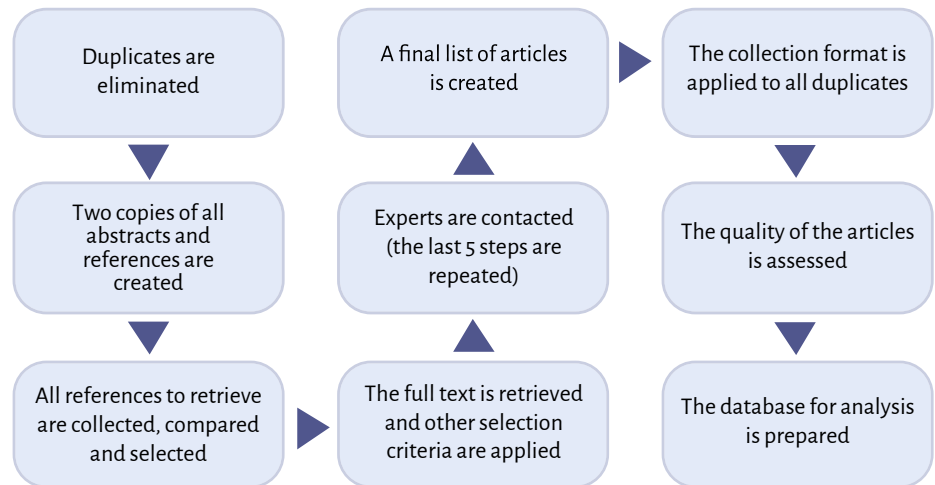 Duplicates are
eliminated
Two copies of all
abstracts and
references are
created
All references to retrieve
are collected, compared
and selected
The full text is retrieved
and other selection
criteria are applied
Experts are contacted
(the last 5 steps are
repeated)
A final list of articles
is created
The collection format is
applied to all duplicates
The quality of the articles
is assessed
The database for analysis
is prepared